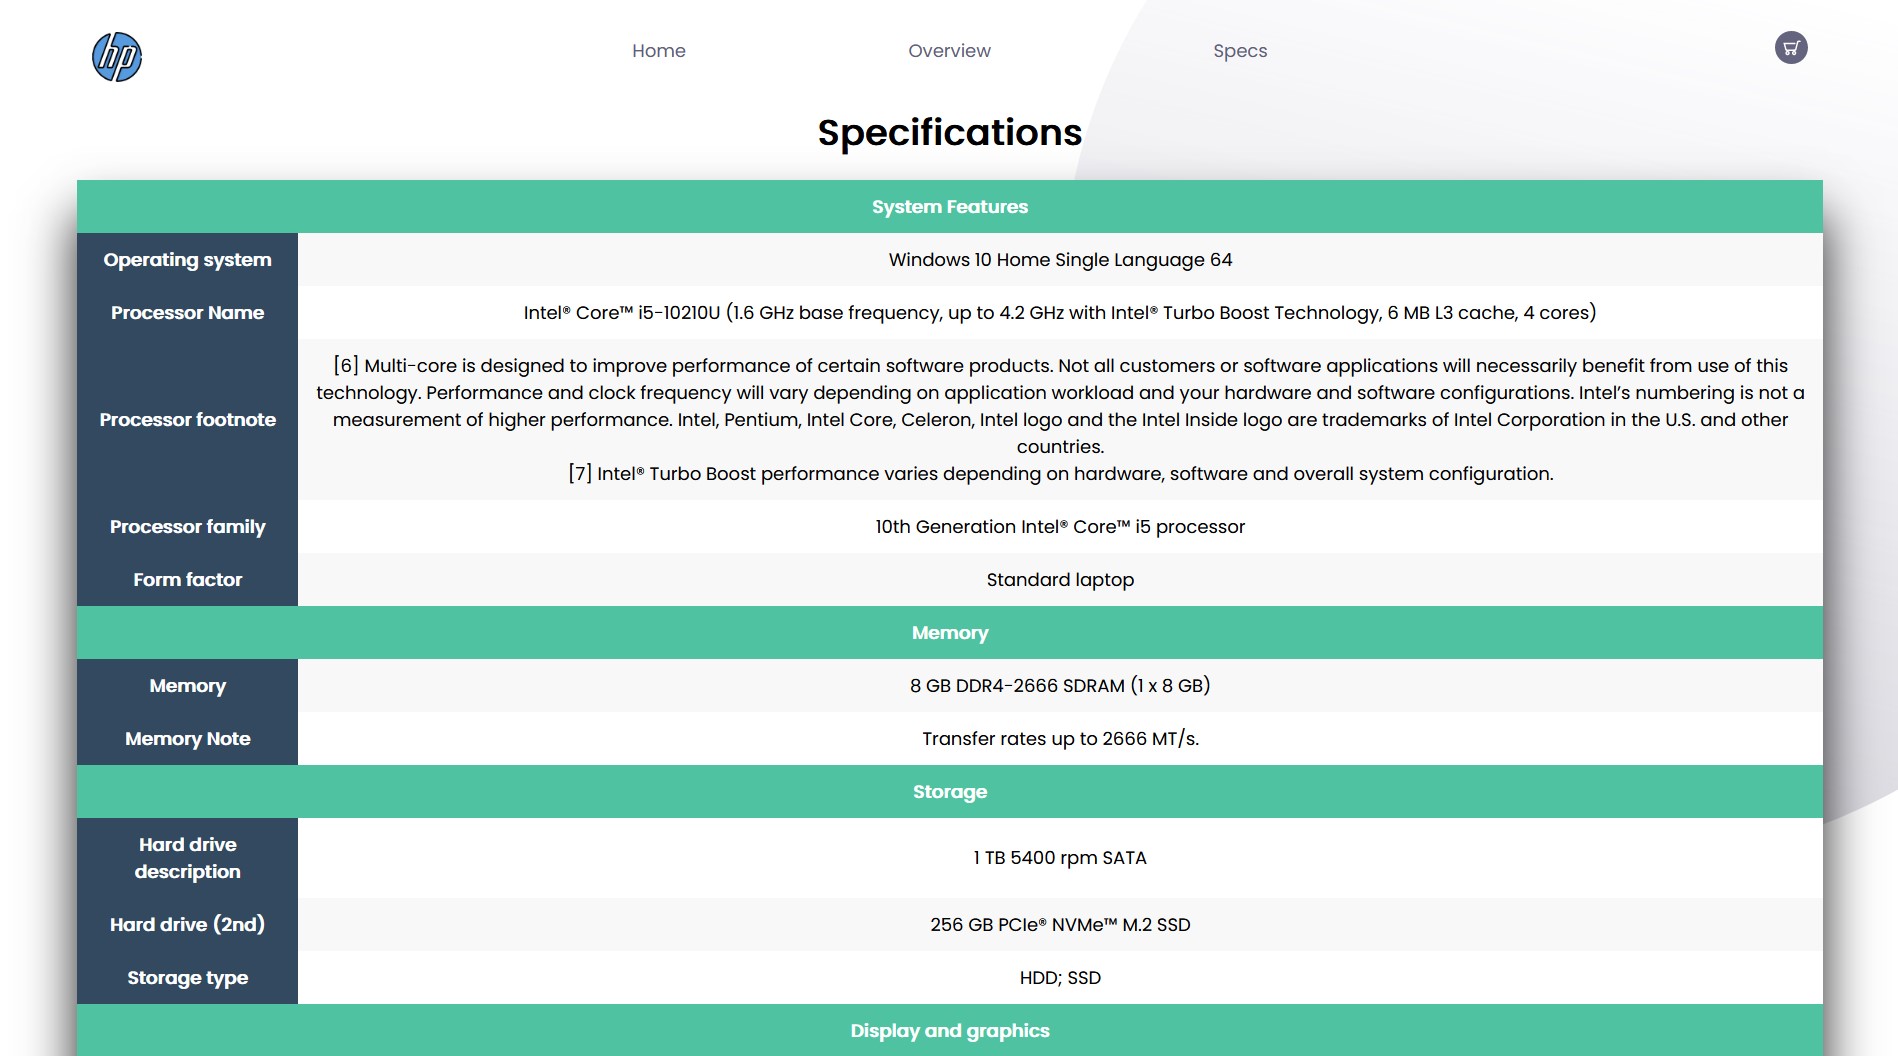 hp
Home
Overview
Specs
Specifications
System Features
Operating system
Windows 10 Home Single Language 64
Processor Name
Intel® Core™ i5-10210U (1.6 GHz base frequency, up to 4.2 GHz with Intel® Turbo Boost Technology, 6 MB L3 cache, 4 cores)
Processor footnote
[6] Multi-core is designed to improve performance of certain software products. Not all customers or software applications will necessarily benefit from use of this
technology. Performance and clock frequency will vary depending on application workload and your hardware and software configurations. Intel’s numbering is not a
measurement of higher performance. Intel, Pentium, Intel Core, Celeron, Intel logo and the Intel Inside logo are trademarks of Intel Corporation in the U.S. and other
countries.
[7] Intel® Turbo Boost performance varies depending on hardware, software and overall system configuration.
Processor family
10th Generation Intel® Core™ i5 processor
Form factor
Standard laptop
Memory
Memory
8 GB DDR4-2666 SDRAM (1 x 8 GB)
Memory Note
Transfer rates up to 2666 MT/s.
Storage
Hard drive
description
1 TB 5400 rpm SATA
Hard drive (2nd)
256 GB PCIe® NVMe™ M.2 SSD
Storage type
HDD; SSD
Display and graphics